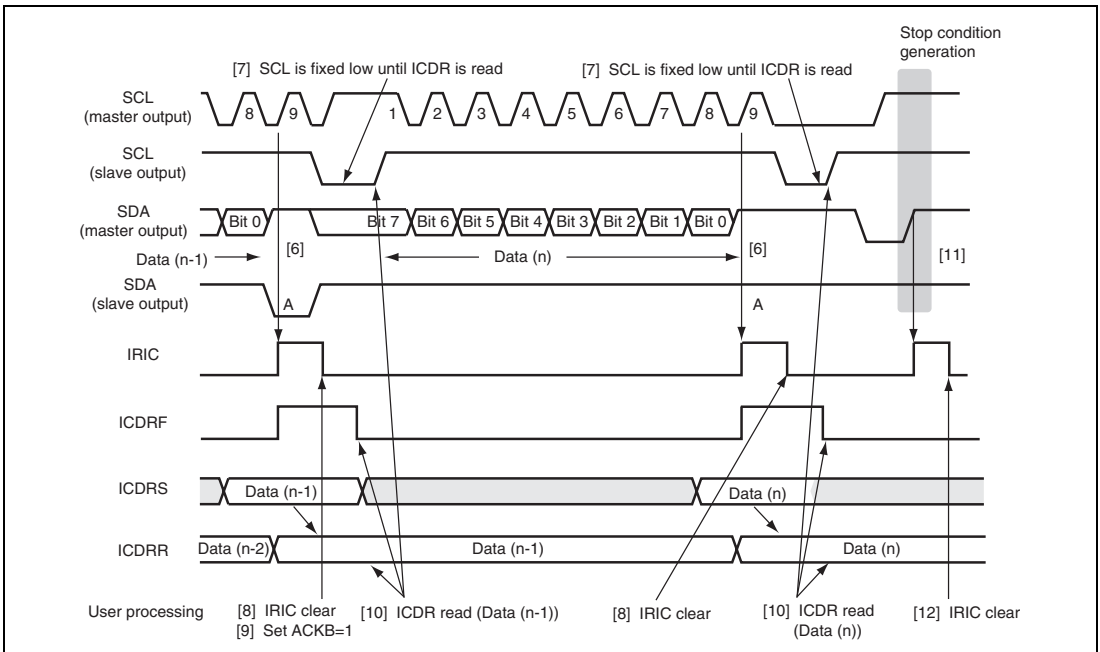 Stop condition
generation
[7] SCL is fixed low until ICDR is read
[7] SCL is fixed low until ICDR is read
SCL
(master output)
8 9 1 2 3 4 5 6 7 8 9
SCL
(slave output)
SDA
(master output)
Bit 0 Bit 7 Bit 6 Bit 5 Bit 4 Bit 3 Bit 2 Bit 1 Bit 0
[6] [6] [11]
Data (n-1) Data (n)
SDA
(slave output)
A A
IRIC
ICDRF
ICDRS
Data (n-1) Data (n)
ICDRR
Data (n-2) Data (n-1) Data (n)
User processing
[8] IRIC clear
[9] Set ACKB=1
[10] ICDR read (Data (n-1))
[8] IRIC clear
[10] ICDR read
(Data (n))
[12] IRIC clear